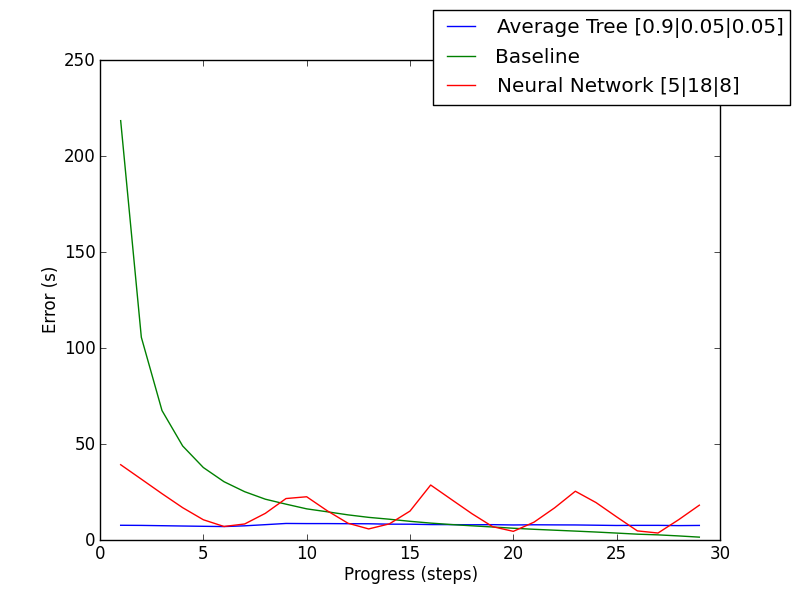 Average Tree [0.9|0.05|0.05]
Baseline
Neural Network [5|18|8]
250
200
150
100
50
0
Error (s)
0 5 10 15 20 25 30
Progress (steps)